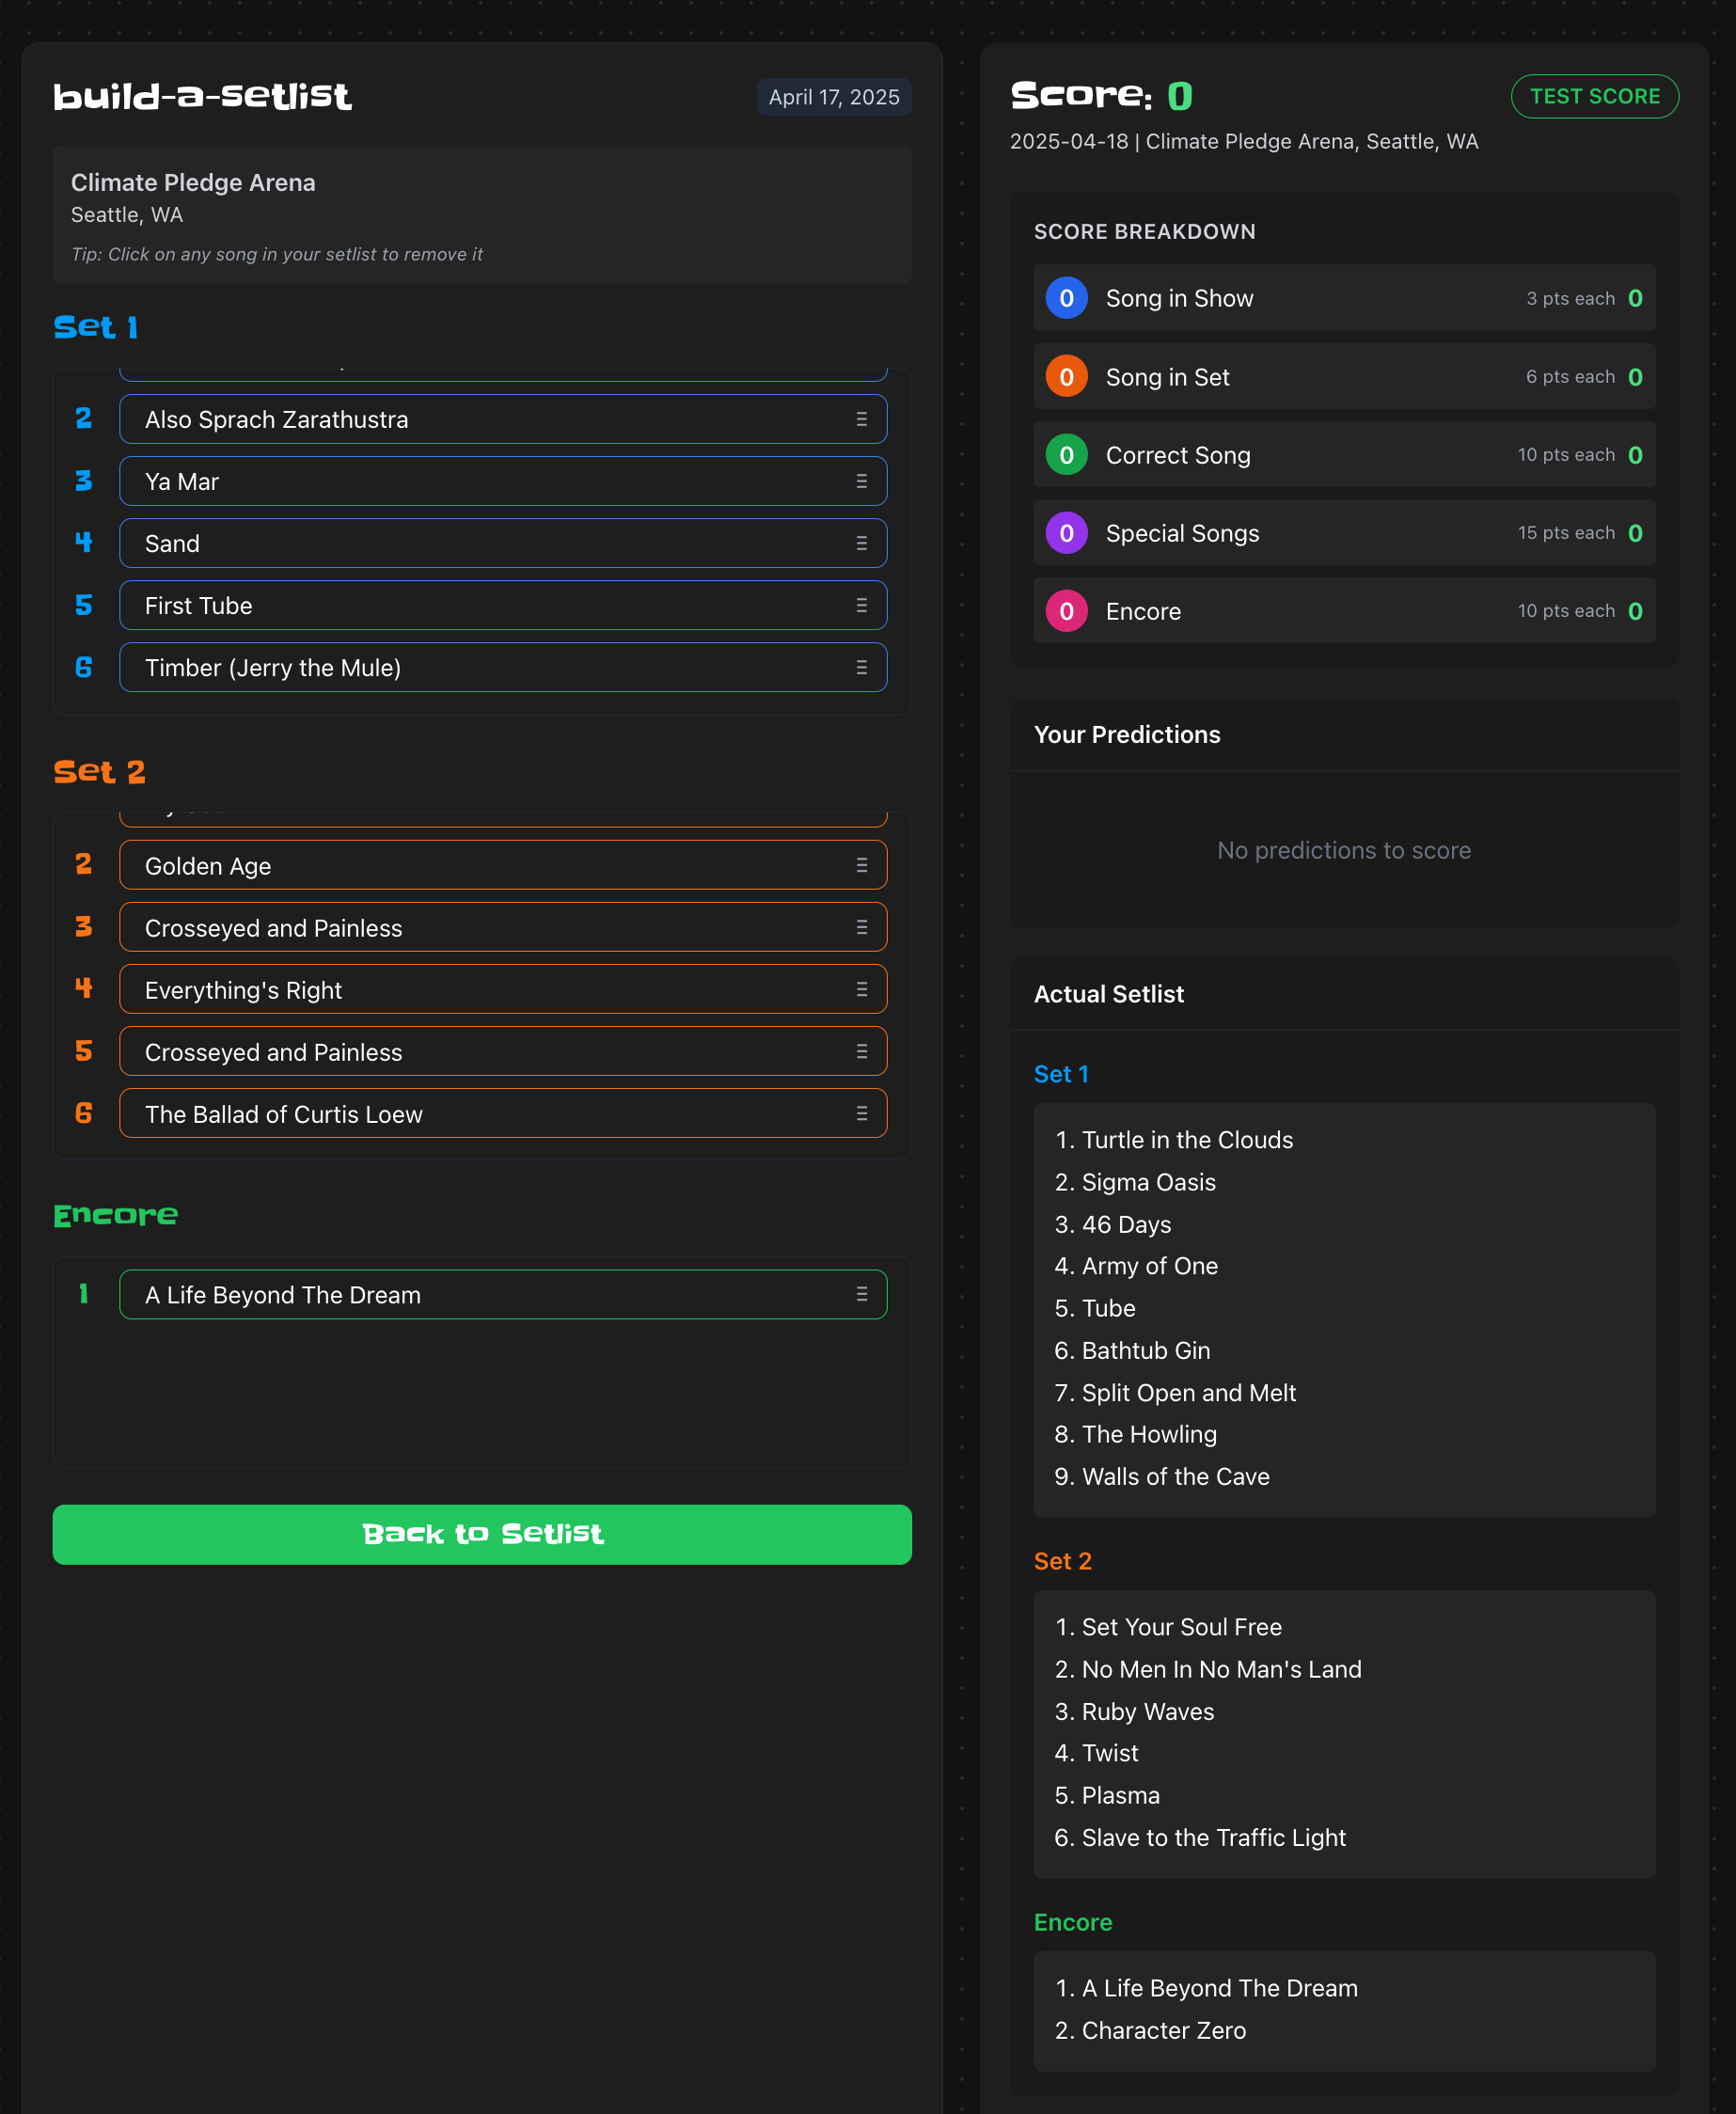 build-a-setlist
April 17, 2025
Climate Pledge Arena
Seattle, WA
Tip: Click on any song in your setlist to remove it
Set 1
2 Also Sprach Zarathustra
3 Ya Mar
4 Sand
5 First Tube
6 Timber (Jerry the Mule)
Set 2
2 Golden Age
3 Crosseyed and Painless
4 Everything's Right
5 Crosseyed and Painless
6 The Ballad of Curtis Loew
Encore
1 A Life Beyond The Dream
Back to Setlist
Score: 0
TEST SCORE
2025-04-18 | Climate Pledge Arena, Seattle, WA
SCORE BREAKDOWN
0 Song in Show 3 pts each 0
0 Song in Set 6 pts each 0
0 Correct Song 10 pts each 0
0 Special Songs 15 pts each 0
0 Encore 10 pts each 0
Your Predictions
No predictions to score
Actual Setlist
Set 1
1. Turtle in the Clouds
2. Sigma Oasis
3. 46 Days
4. Army of One
5. Tube
6. Bathtub Gin
7. Split Open and Melt
8. The Howling
9. Walls of the Cave
Set 2
1. Set Your Soul Free
2. No Men In No Man's Land
3. Ruby Waves
4. Twist
5. Plasma
6. Slave to the Traffic Light
Encore
1. A Life Beyond The Dream
2. Character Zero